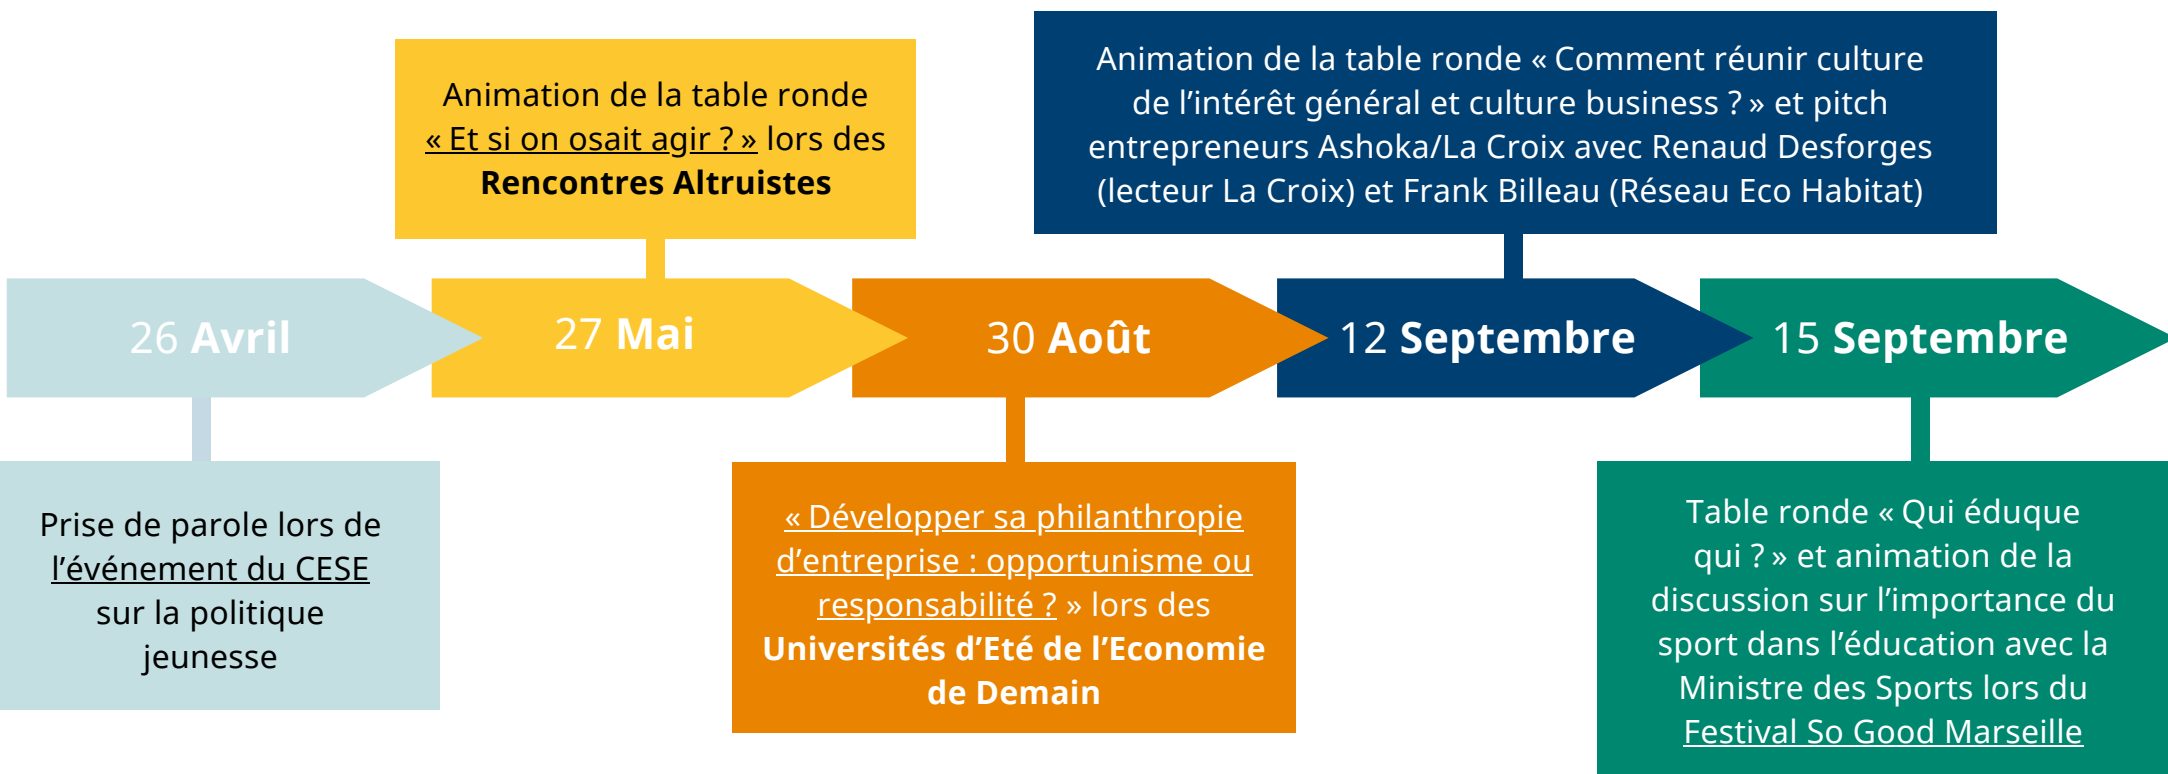 Animation de la table ronde
« Et si on osait agir ? » lors des
Rencontres Altruistes
Animation de la table ronde « Comment réunir culture
de l’intérêt général et culture business ? » et pitch
entrepreneurs Ashoka/La Croix avec Renaud Desforges
(lecteur La Croix) et Frank Billeau (Réseau Eco Habitat)
26 Avril
27 Mai
30 Août
12 Septembre
15 Septembre
Prise de parole lors de
l’événement du CESE
sur la politique
jeunesse
« Développer sa philanthropie
d’entreprise : opportunisme ou
responsabilité ? » lors des
Universités d’Eté de l’Economie
de Demain
Table ronde « Qui éduque
qui ? » et animation de la
discussion sur l’importance du
sport dans l’éducation avec la
Ministre des Sports lors du
Festival So Good Marseille